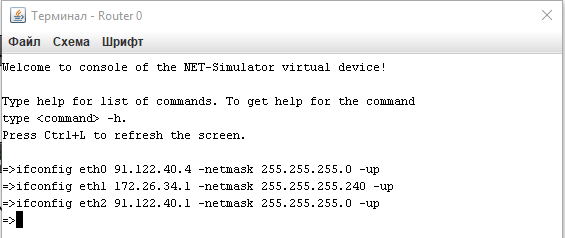 Терминал - Router 0
Файл Схема Шрифт
Welcome to console of the NET-Simulator virtual device!
Type help for list of commands. To get help for the command
type <command> -h.
Press Ctrl+L to refresh the screen.
=>ifconfig eth0 91.122.40.4 -netmask 255.255.255.0 -up
=>ifconfig eth1 172.26.34.1 -netmask 255.255.255.240 -up
=>ifconfig eth2 91.122.40.1 -netmask 255.255.255.0 -up
=>